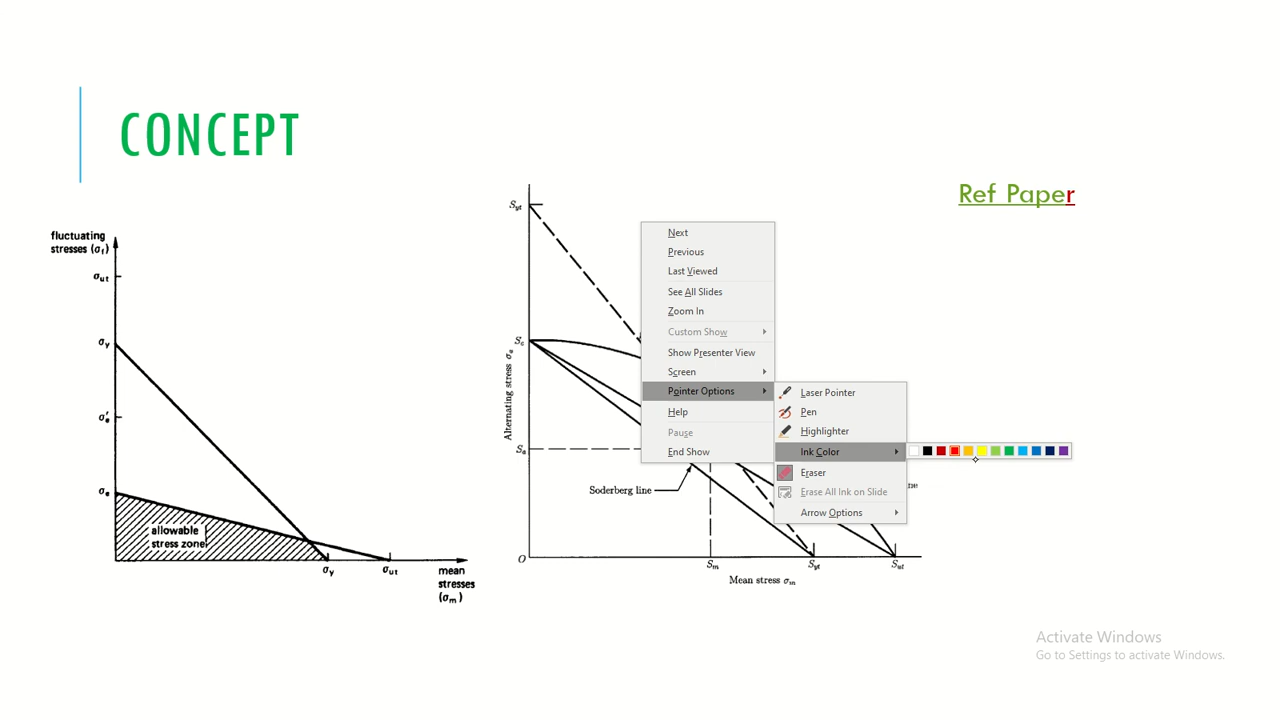 CONCEPT
Ref Paper
fluctuating
stresses (σf)
σut
σy
σe'
σe
allowable
stress zone
σy
σut
mean
stresses
(σm)
Syt
Se
Sa
Alternating stress σa
Soderberg line
O
Sm
Syt
Sut
Mean stress σm
Next
Previous
Last Viewed
See All Slides
Zoom In
Custom Show
Show Presenter View
Screen
Pointer Options
Help
Pause
End Show
Laser Pointer
Pen
Highlighter
Ink Color
Eraser
Erase All Ink on Slide
Arrow Options
Activate Windows
Go to Settings to activate Windows.